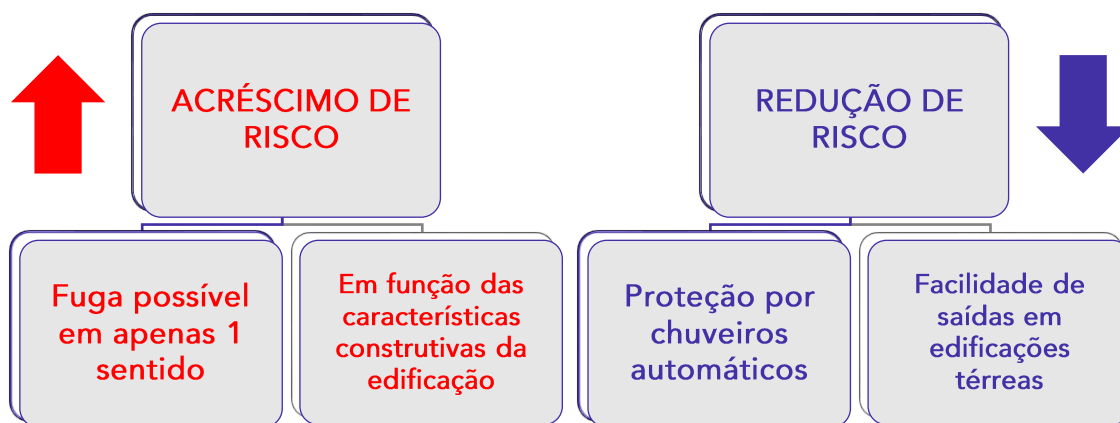 ACRÉSCIMO DE
RISCO
REDUÇÃO DE
RISCO
Fuga possível
em apenas 1
sentido
Em função das
características
construtivas da
edificação
Proteção por
chuveiros
automáticos
Facilidade de
saídas em
edificações
térreas